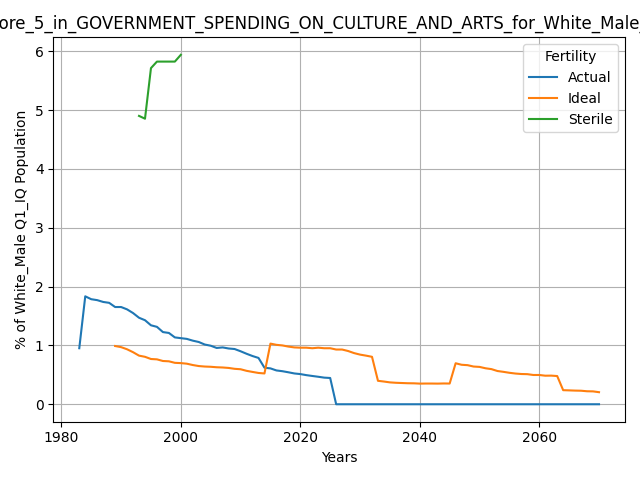 ore_5_in_GOVERNMENT_SPENDING_ON_CULTURE_AND_ARTS_for_White_Male_
Fertility
Actual
Ideal
Sterile
% of White_Male Q1_IQ Population
6
5
4
3
2
1
0
1980 2000 2020 2040 2060
Years